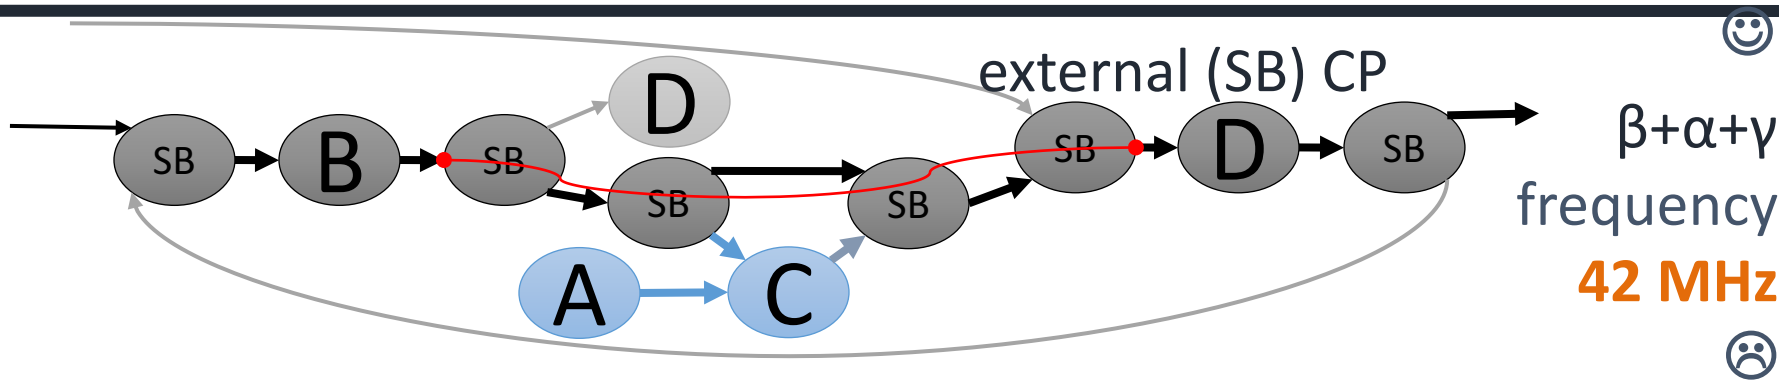 external (SB) CP
D
SB
B
SB
SB
D
SB
β+α+γ
SB
SB
frequency
A
C
42 MHz